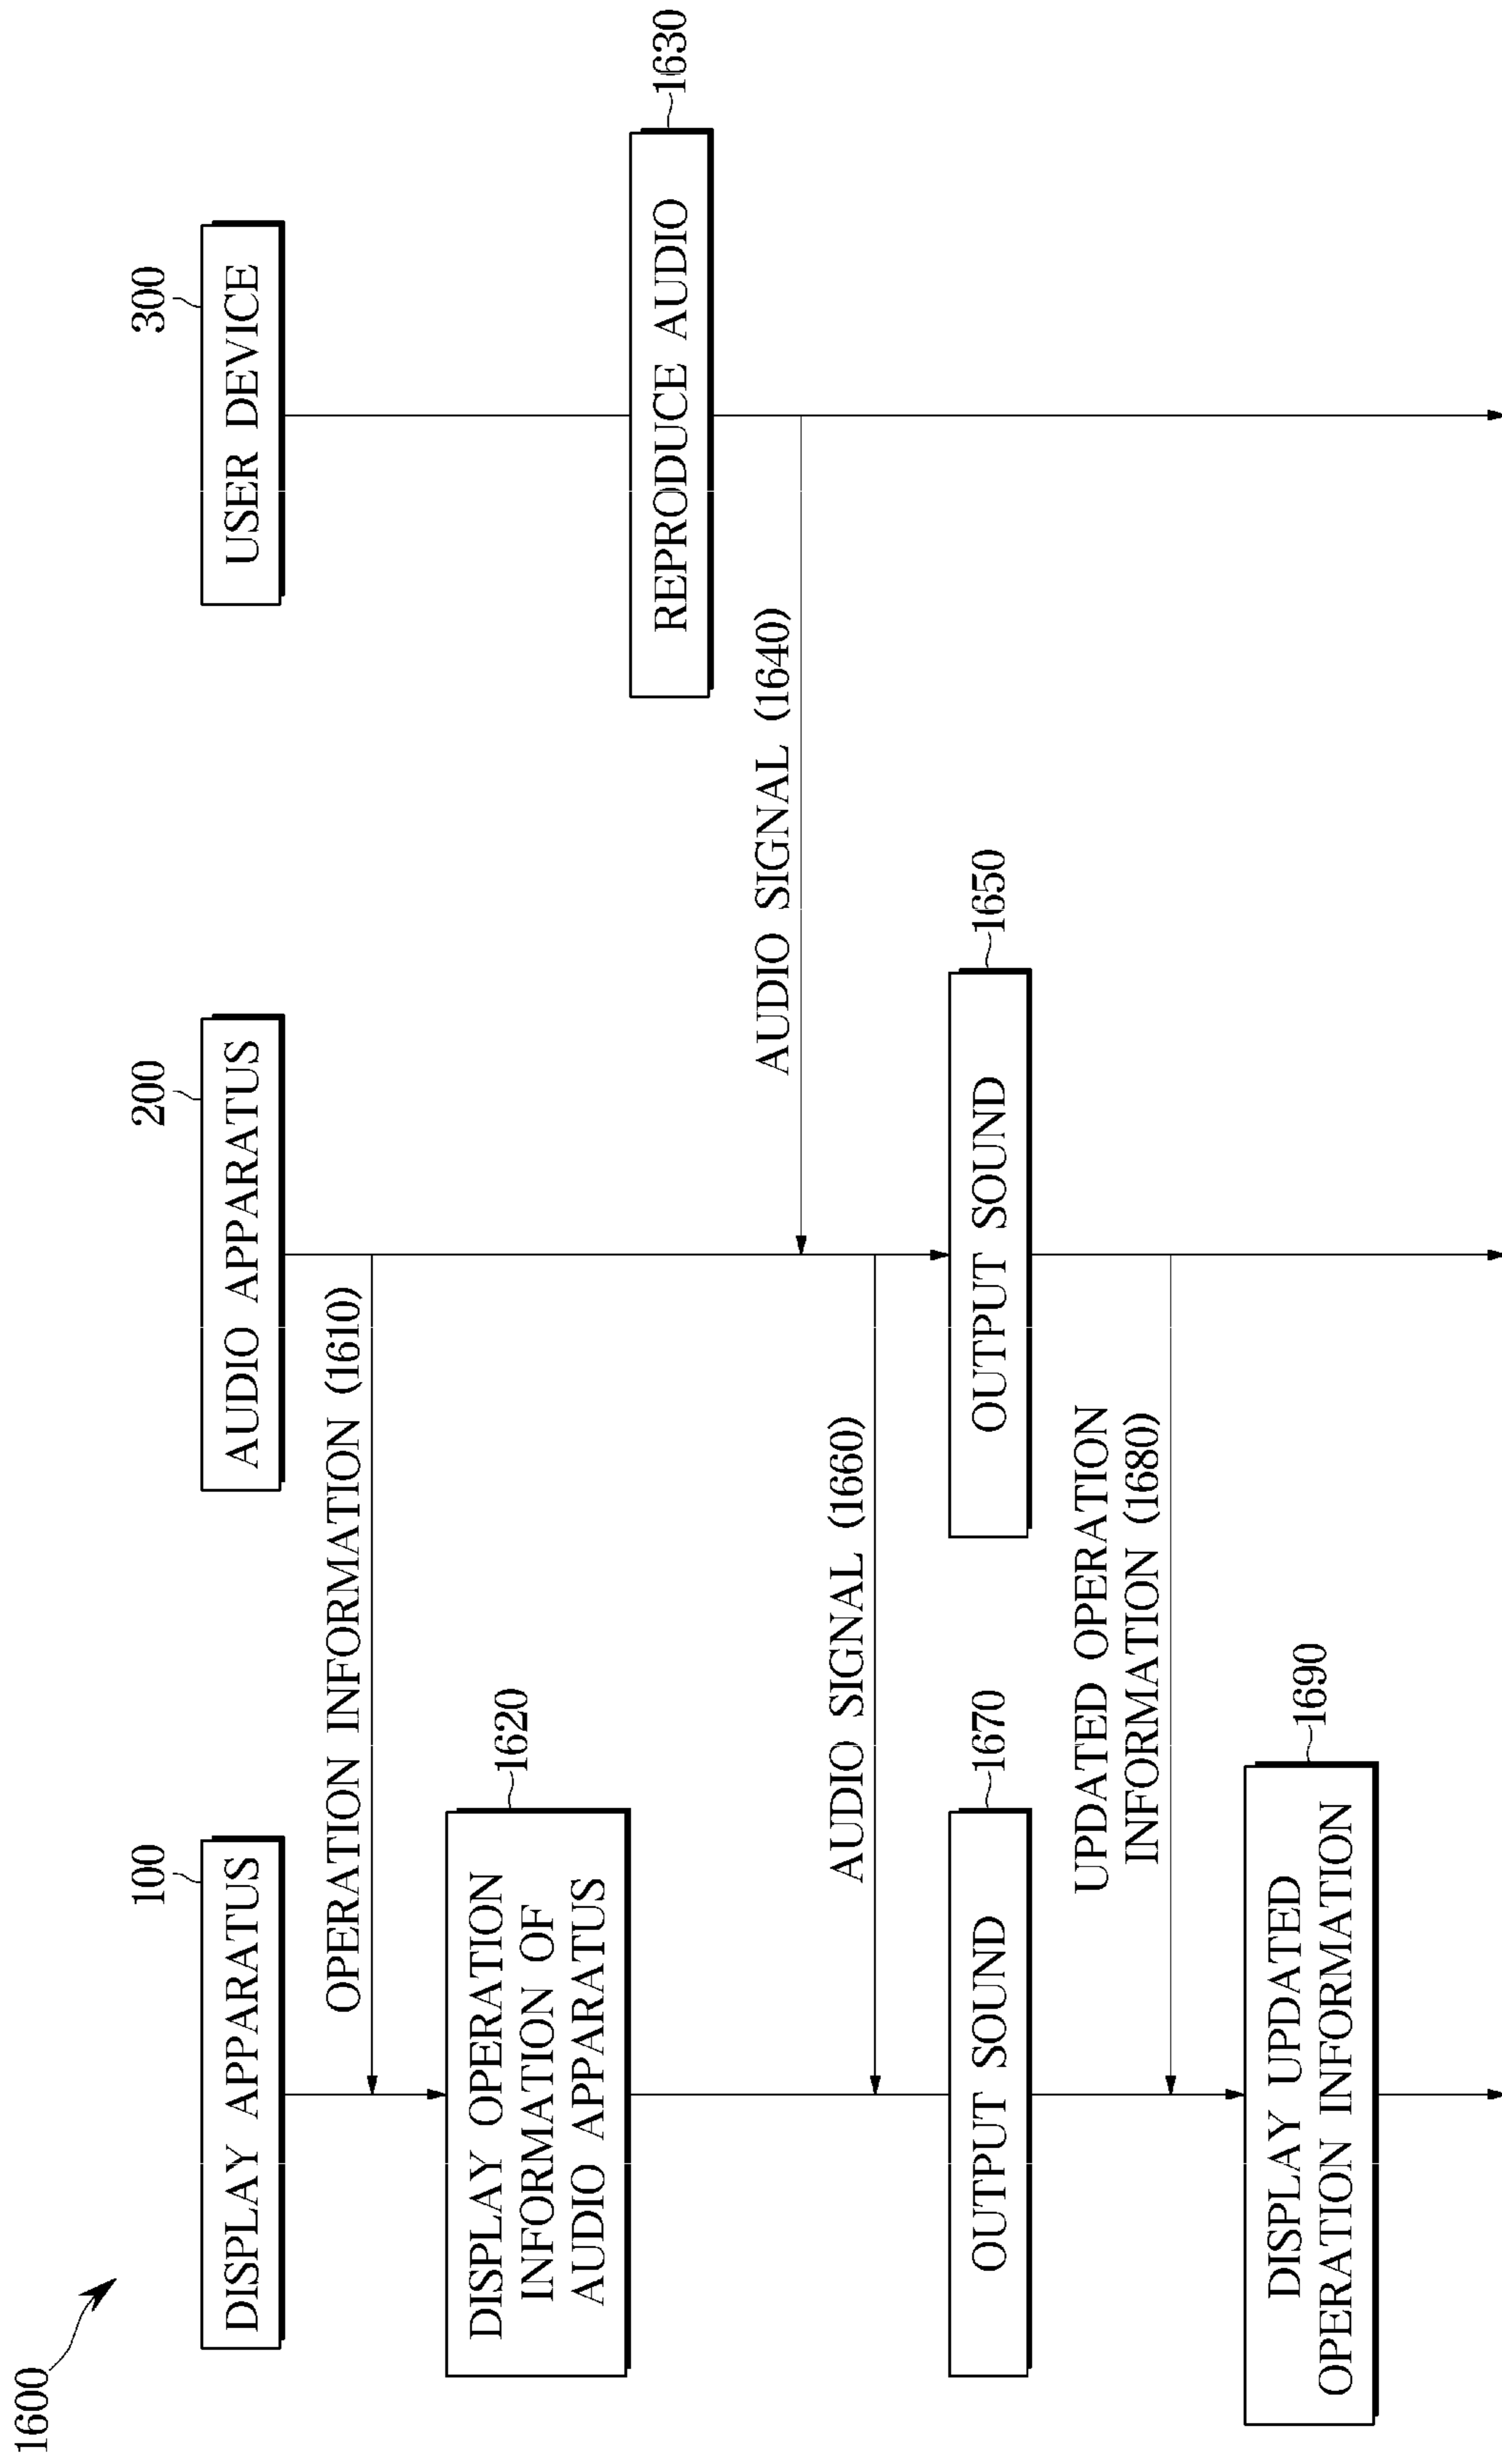 1600
100
200
300
DISPLAY APPARATUS
AUDIO APPARATUS
USER DEVICE
OPERATION INFORMATION (1610)
1620
DISPLAY OPERATION
INFORMATION OF
AUDIO APPARATUS
1630
REPRODUCE AUDIO
AUDIO SIGNAL (1640)
AUDIO SIGNAL (1660)
1670
OUTPUT SOUND
1650
OUTPUT SOUND
UPDATED OPERATION
INFORMATION (1680)
1690
DISPLAY UPDATED
OPERATION INFORMATION